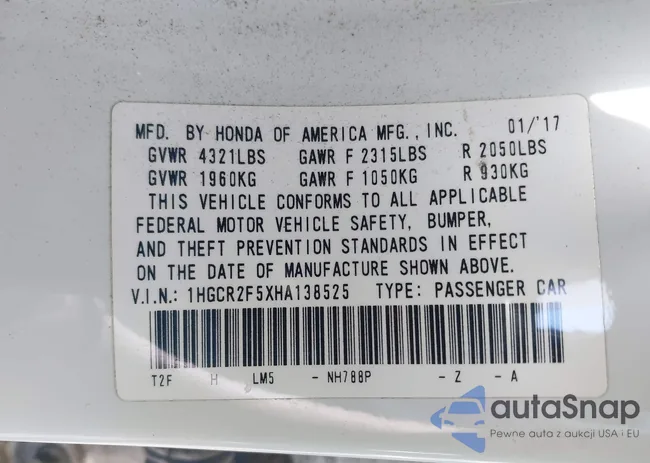 MFD. BY HONDA OF AMERICA MFG., INC. 01/'17
GVWR 4321LBS GAWR F 2315LBS R 2050LBS
GVWR 1960KG GAWR F 1050KG R 930KG
THIS VEHICLE CONFORMS TO ALL APPLICABLE
FEDERAL MOTOR VEHICLE SAFETY, BUMPER,
AND THEFT PREVENTION STANDARDS IN EFFECT
ON THE DATE OF MANUFACTURE SHOWN ABOVE.
V.I.N.: 1HGCR2F5XHA138525 TYPE: PASSENGER CAR
T2F H LM5 - NH788P - Z - A
autaSnap
Pewne auta z aukcji USA i EU